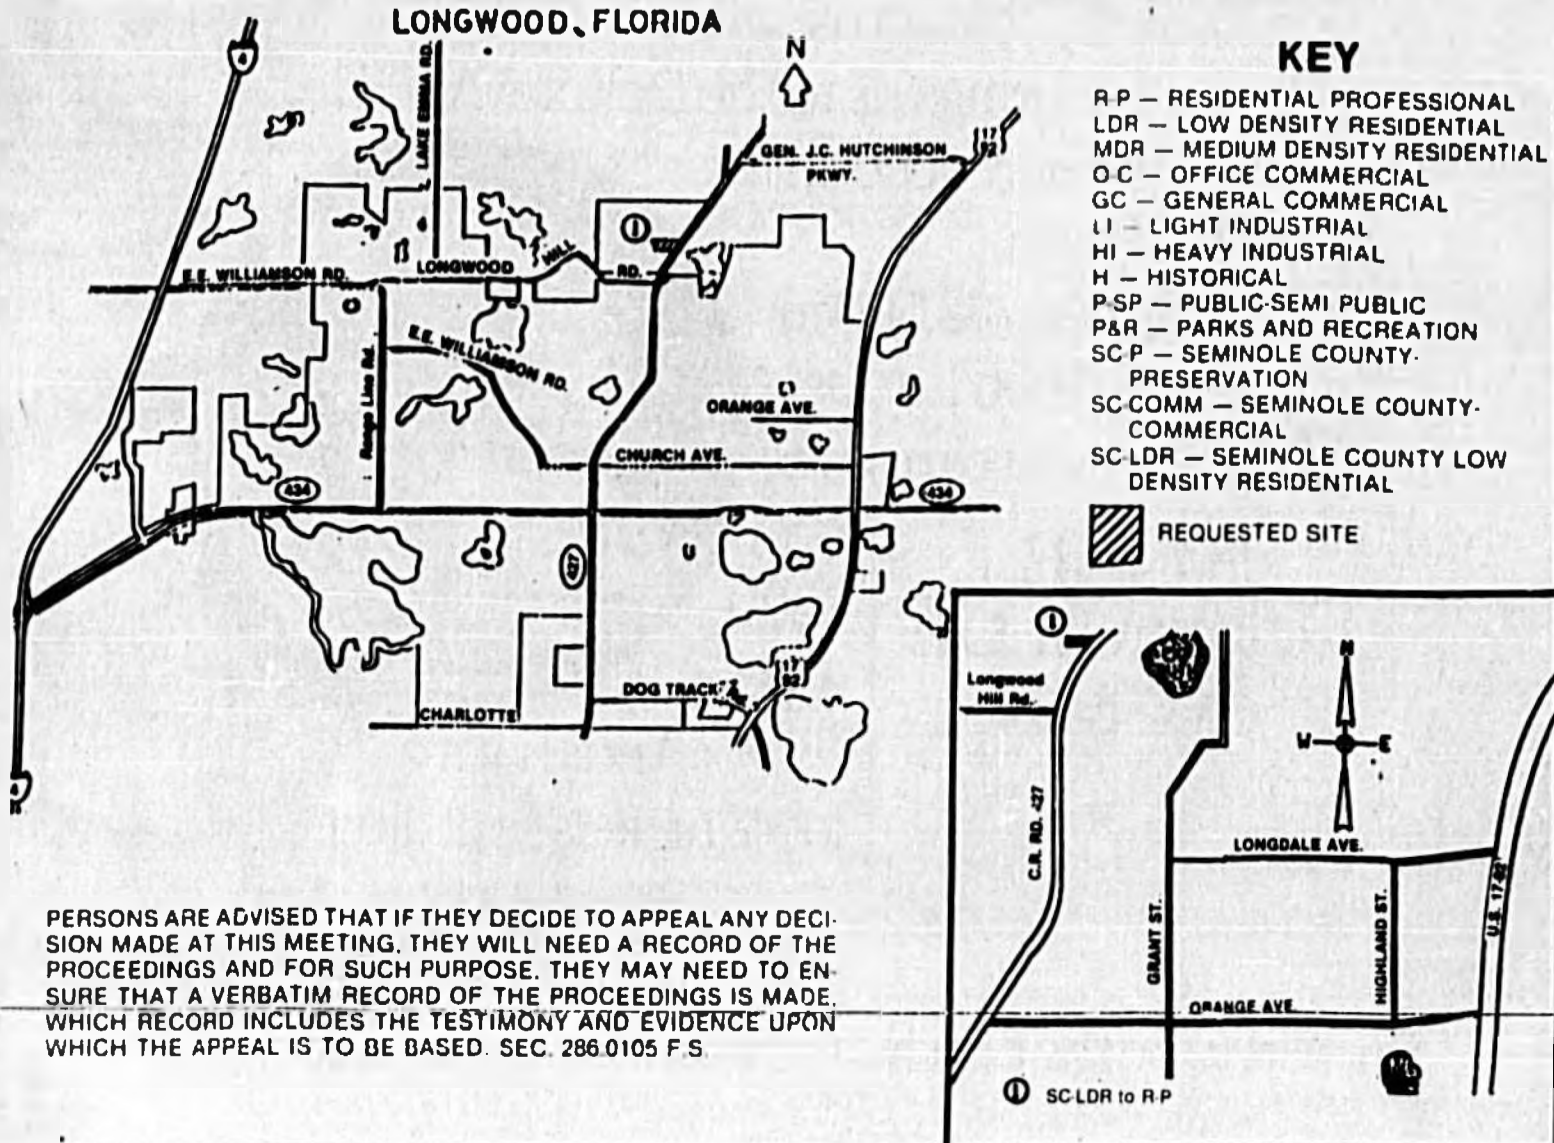 LONGWOOD, FLORIDA
4
LAKE EMMA RD.
N
GEN. J.C. HUTCHINSON
PKWY.
17
92
1
HILL
LONGWOOD
RD.
E.E. WILLIAMSON RD.
E.E. WILLIAMSON RD.
Range Line Rd.
ORANGE AVE.
CHURCH AVE.
434
434
427
17
92
DOG TRACK
CHARLOTTE
4
KEY
R-P — RESIDENTIAL PROFESSIONAL
LDR — LOW DENSITY RESIDENTIAL
MDR — MEDIUM DENSITY RESIDENTIAL
O-C — OFFICE COMMERCIAL
GC — GENERAL COMMERCIAL
LI — LIGHT INDUSTRIAL
HI — HEAVY INDUSTRIAL
H — HISTORICAL
P-SP — PUBLIC-SEMI PUBLIC
P&R — PARKS AND RECREATION
SC-P — SEMINOLE COUNTY-
PRESERVATION
SC-COMM — SEMINOLE COUNTY-
COMMERCIAL
SC-LDR — SEMINOLE COUNTY LOW
DENSITY RESIDENTIAL
REQUESTED SITE
1
Longwood
Hill Rd.
N
W
E
C.R. RD. 427
LONGDALE AVE.
GRANT ST.
HIGHLAND ST.
U.S. 17-92
ORANGE AVE.
1 SC-LDR to R-P
PERSONS ARE ADVISED THAT IF THEY DECIDE TO APPEAL ANY DECI-
SION MADE AT THIS MEETING, THEY WILL NEED A RECORD OF THE
PROCEEDINGS AND FOR SUCH PURPOSE, THEY MAY NEED TO EN-
SURE THAT A VERBATIM RECORD OF THE PROCEEDINGS IS MADE,
WHICH RECORD INCLUDES THE TESTIMONY AND EVIDENCE UPON
WHICH THE APPEAL IS TO BE BASED. SEC. 286.0105 F.S.